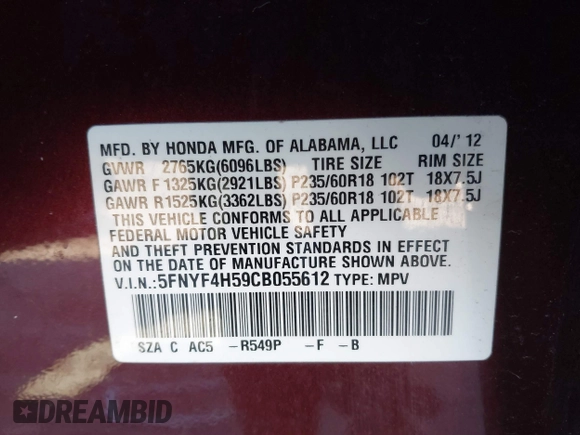 MFD. BY HONDA MFG. OF ALABAMA, LLC 04/'12
GVWR 2765KG(6096LBS) TIRE SIZE RIM SIZE
GAWR F1325KG(2921LBS) P235/60R18 102T 18X7.5J
GAWR R1525KG(3362LBS) P235/60R18 102T 18X7.5J
THIS VEHICLE CONFORMS TO ALL APPLICABLE
FEDERAL MOTOR VEHICLE SAFETY
AND THEFT PREVENTION STANDARDS IN EFFECT
ON THE DATE OF MANUFACTURE SHOWN ABOVE.
V.I.N.:5FNYF4H59CB055612 TYPE: MPV
SZA C AC5 -R549P -F -B
DREAMBID